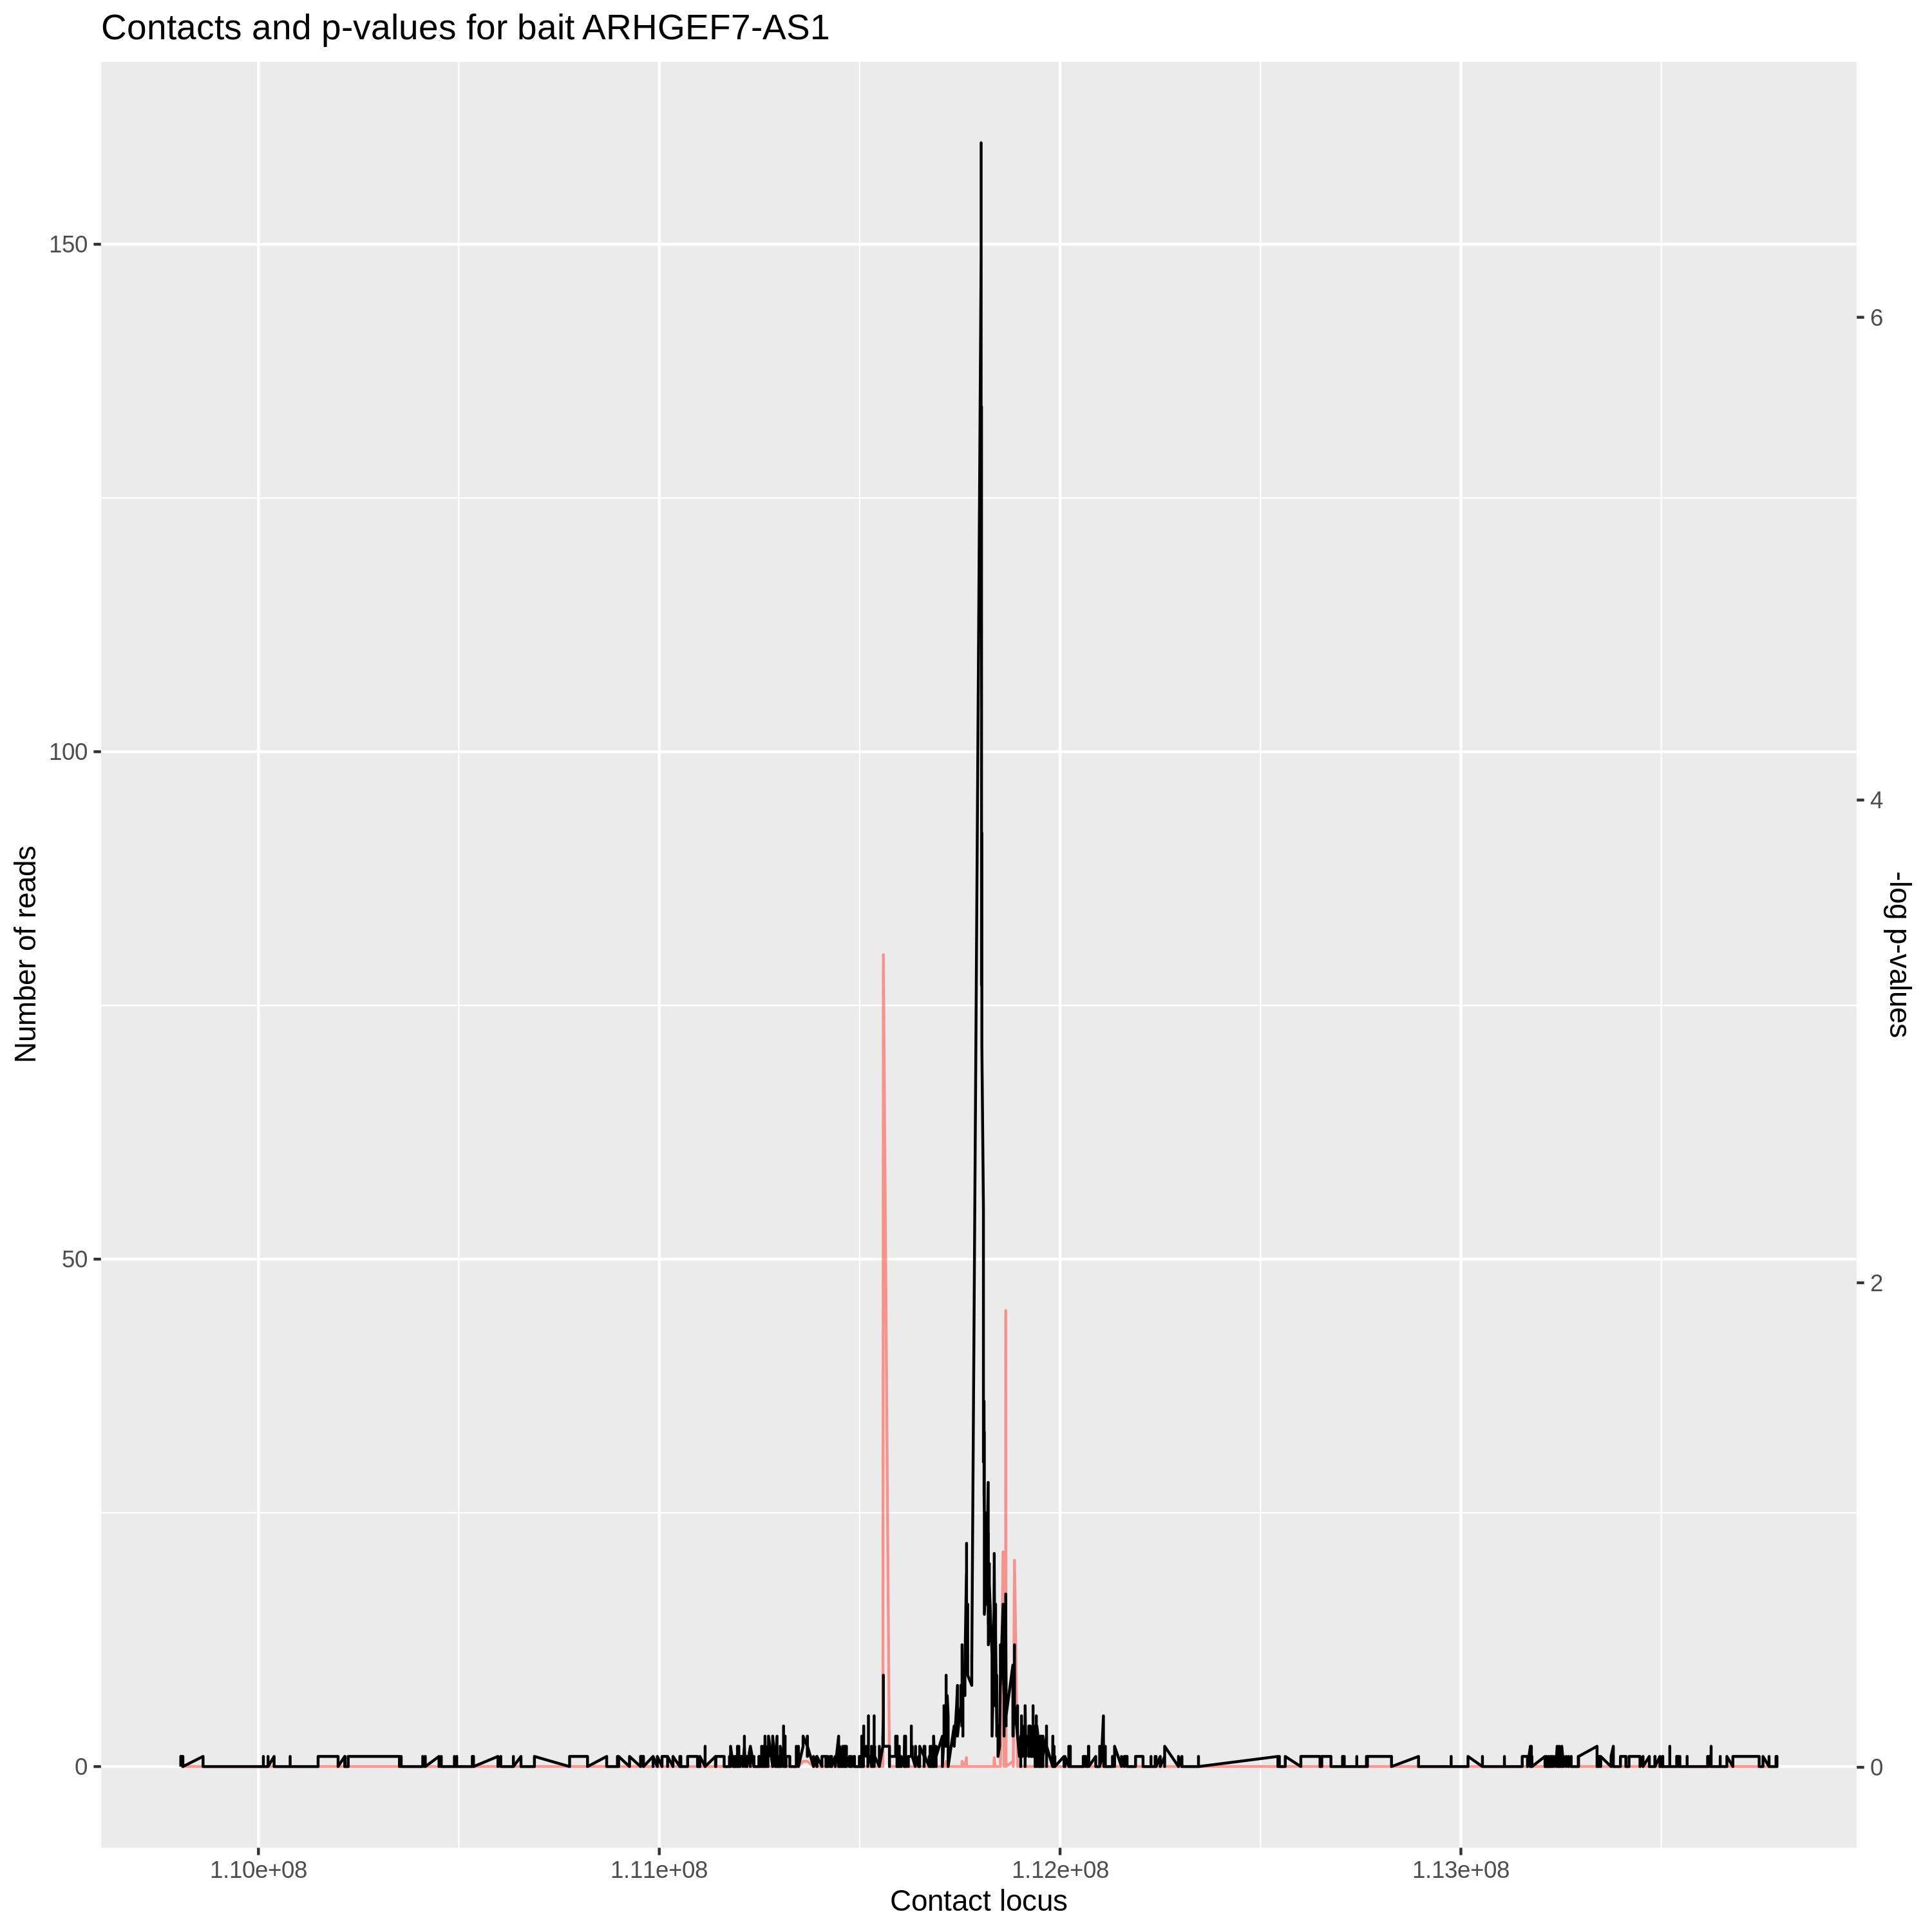 Contacts and p-values for bait ARHGEF7-AS1
150
100
50
0
Number of reads
6
4
2
0
-log p-values
1.10e+08
1.11e+08
1.12e+08
1.13e+08
Contact locus